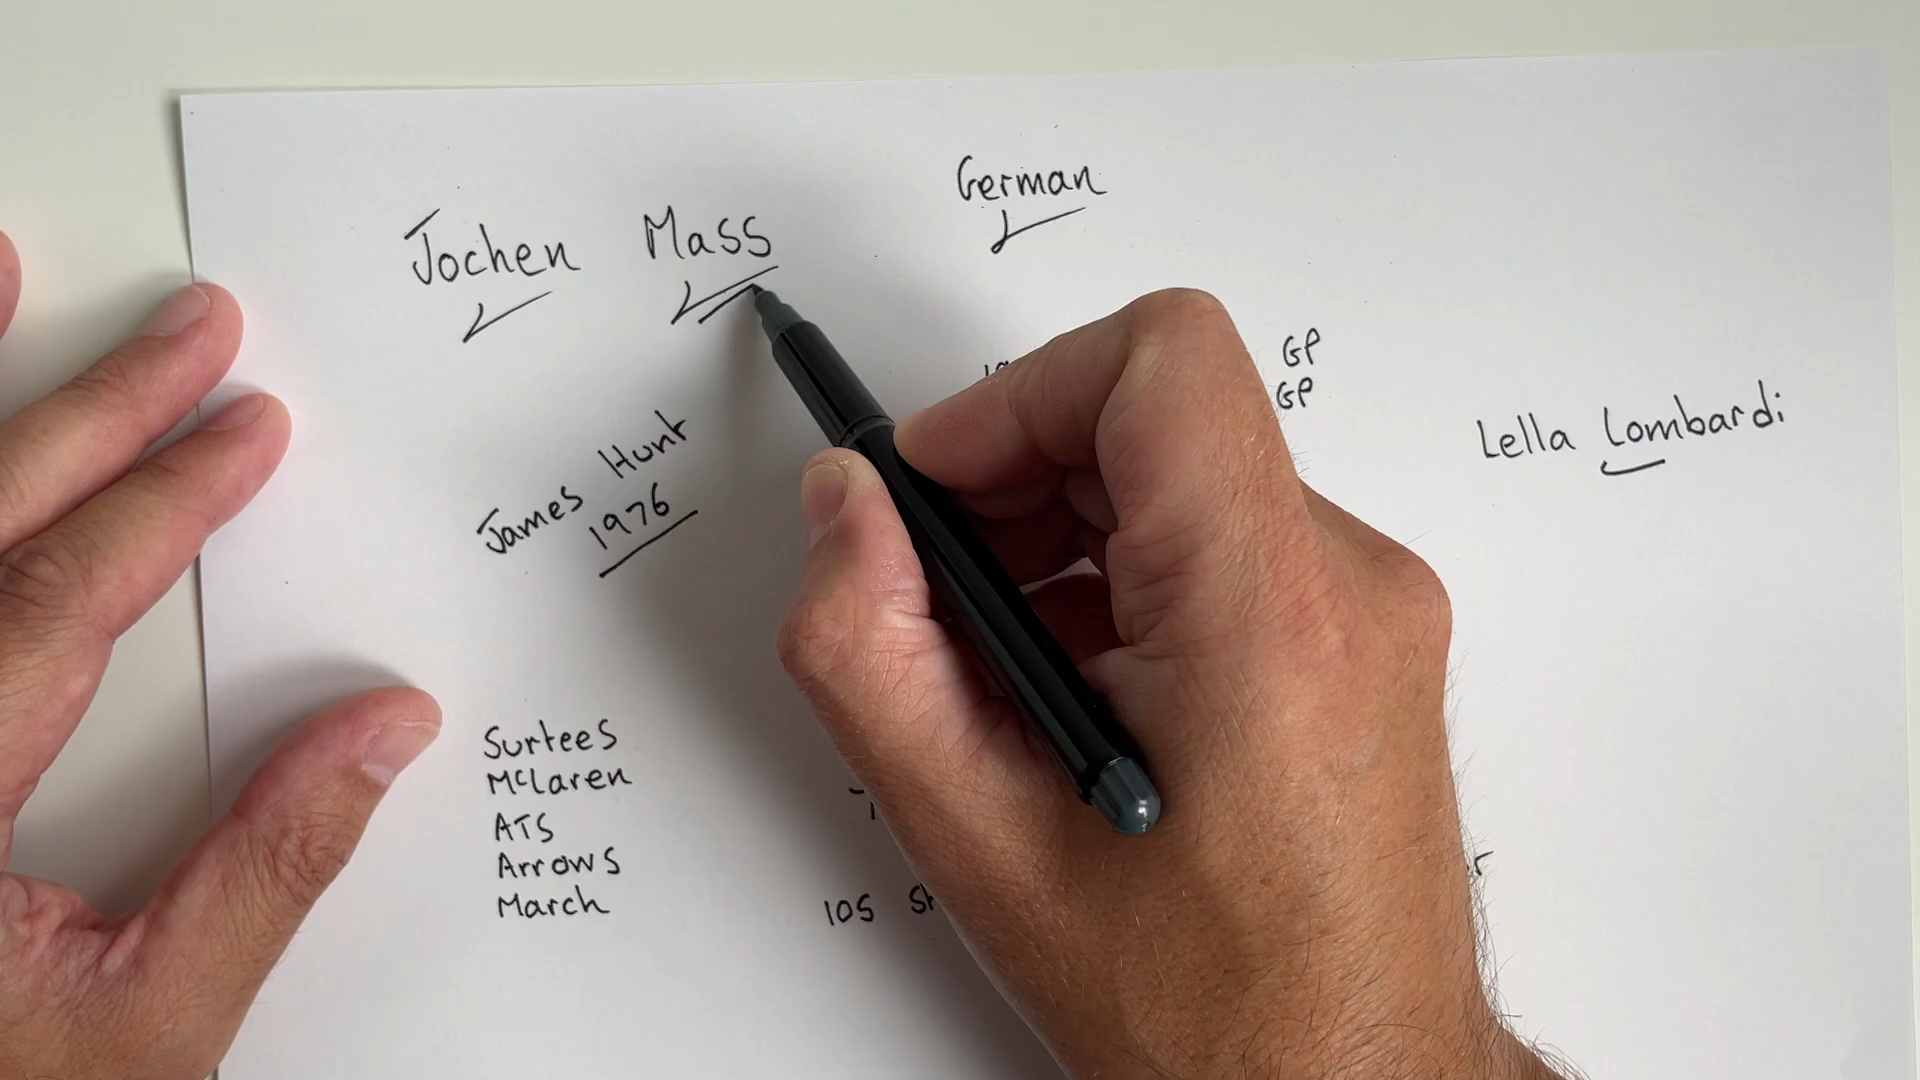 German
Jochen Mass
GP
GP
Lella Lombardi
James Hunt
1976
Surtees
McLaren
ATS
Arrows
March
105